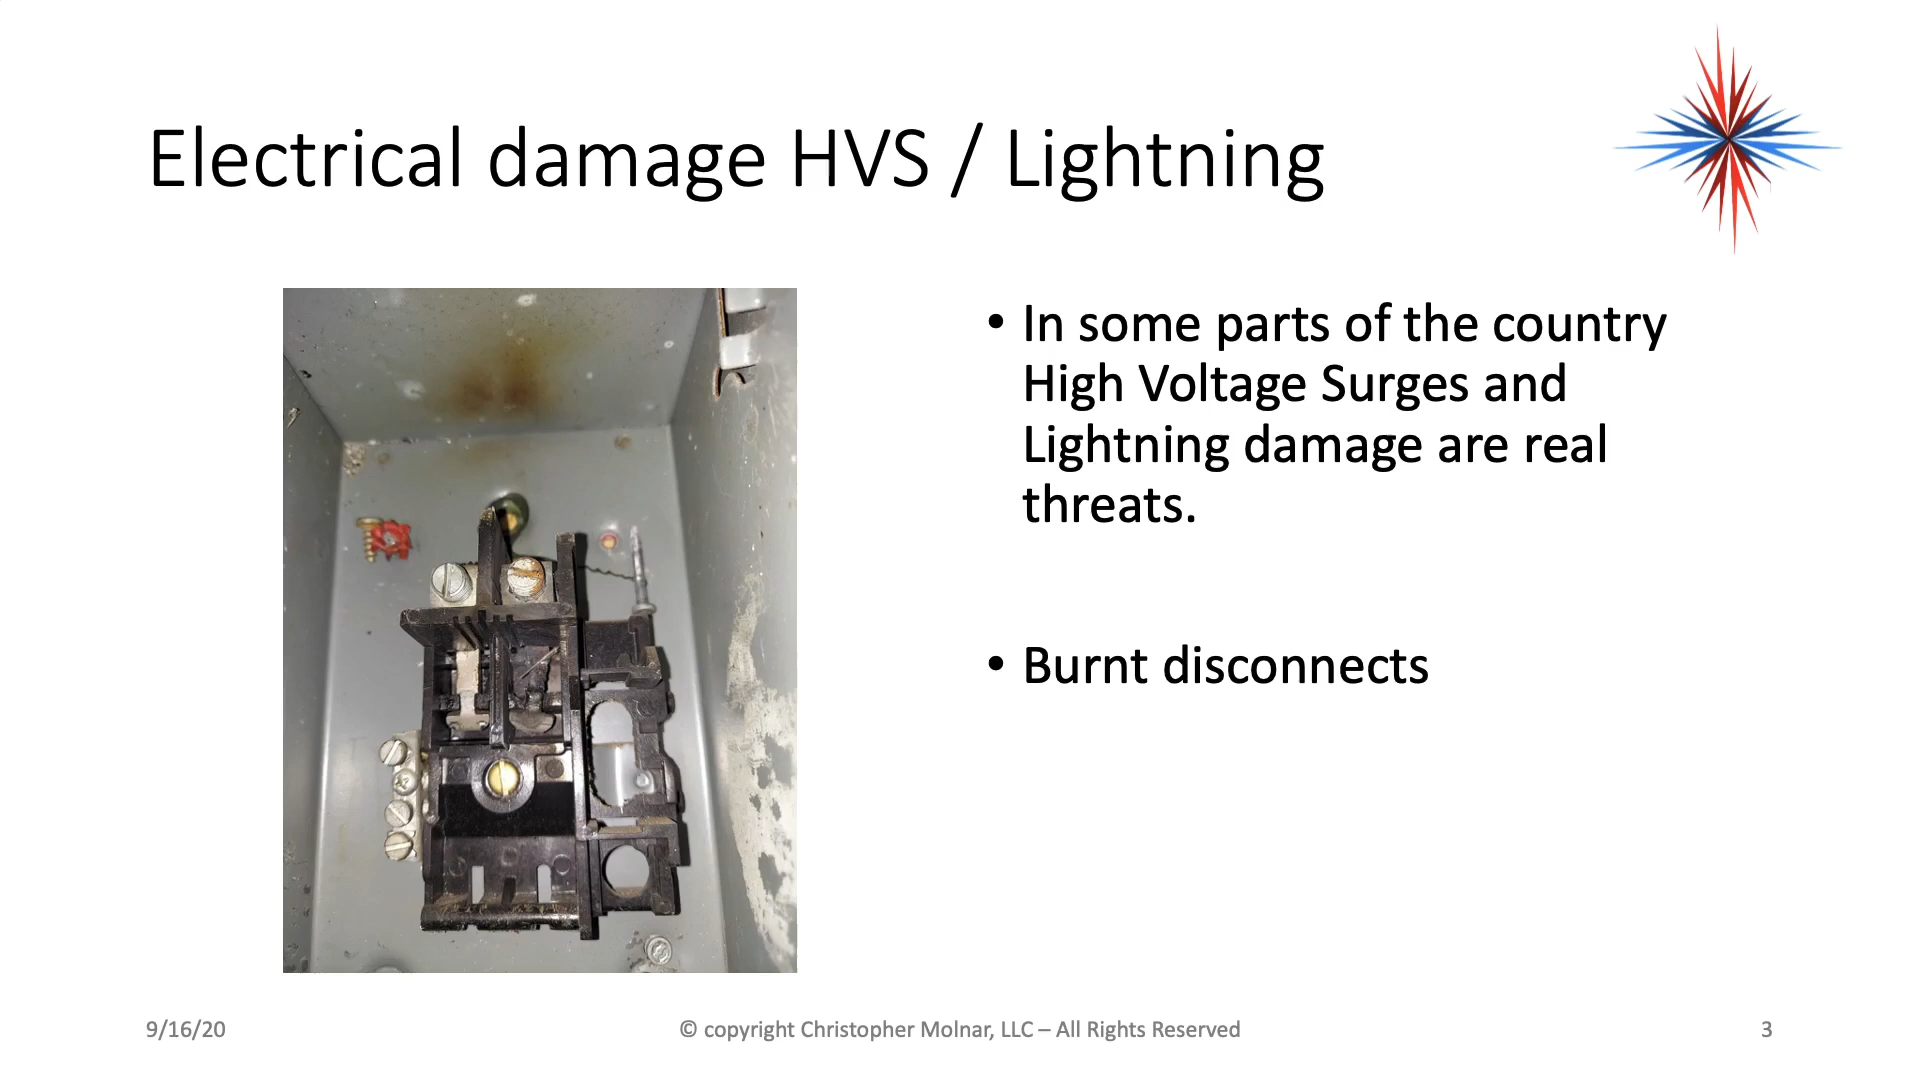 Electrical damage HVS / Lightning
• In some parts of the country
High Voltage Surges and
Lightning damage are real
threats.
• Burnt disconnects
9/16/20
© copyright Christopher Molnar, LLC – All Rights Reserved
3